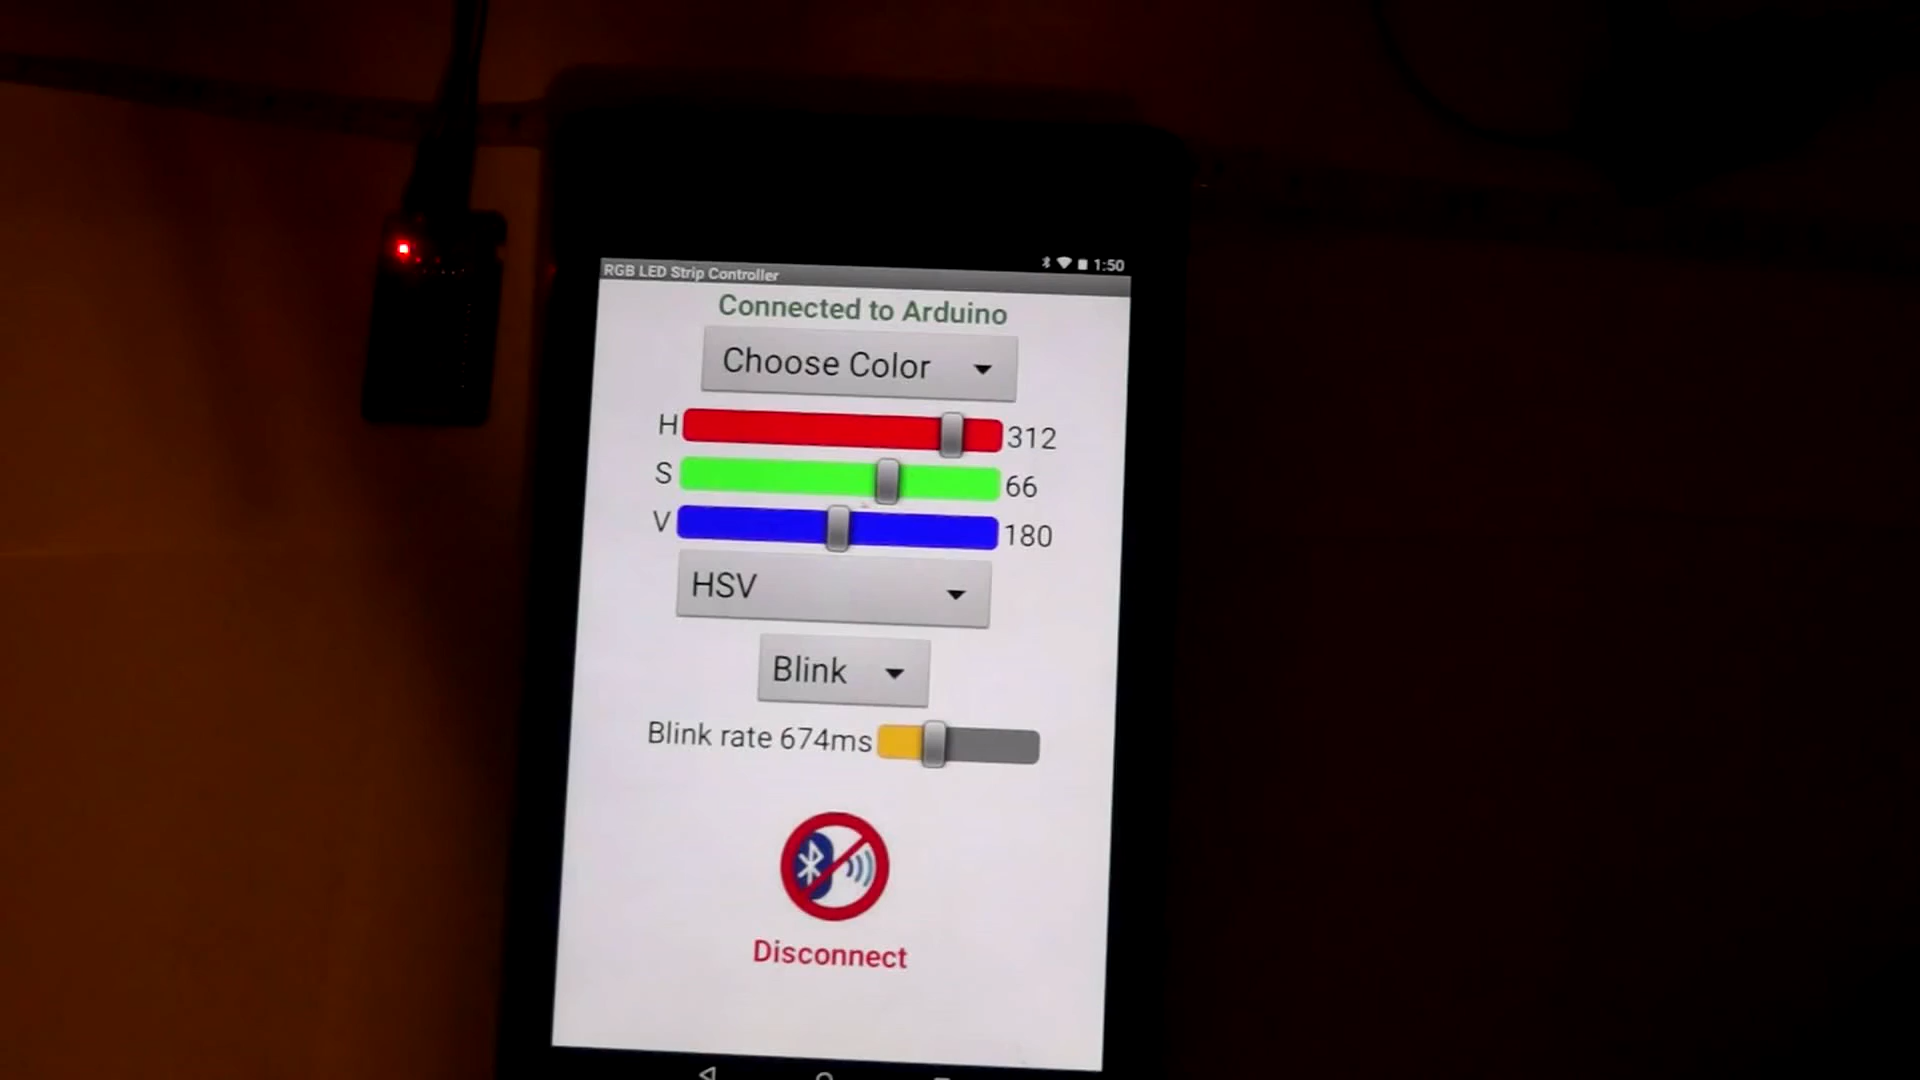 1:50
RGB LED Strip Controller
Connected to Arduino
Choose Color
H 312
S 66
V 180
HSV
Blink
Blink rate 674ms
Disconnect